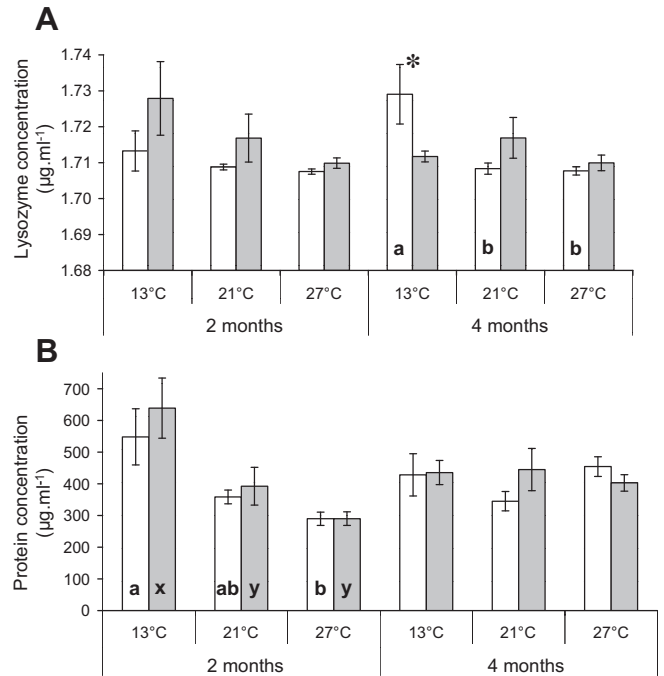 A
Lysozyme concentration
(µg.ml-1)
1.74
1.73
1.72
1.71
1.70
1.69
1.68
*
a
b
b
13°C
21°C
27°C
13°C
21°C
27°C
2 months
4 months
B
Protein concentration
(µg.ml-1)
700
600
500
400
300
200
100
0
a
x
ab
y
b
y
13°C
21°C
27°C
13°C
21°C
27°C
2 months
4 months